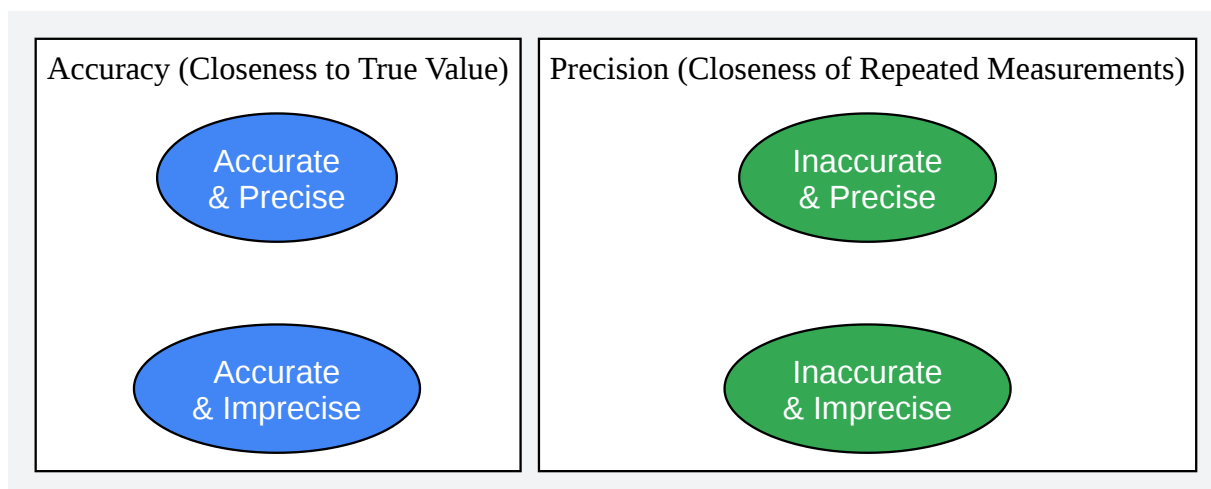 Accuracy (Closeness to True Value)
Accurate
& Precise
Accurate
& Imprecise
Precision (Closeness of Repeated Measurements)
Inaccurate
& Precise
Inaccurate
& Imprecise